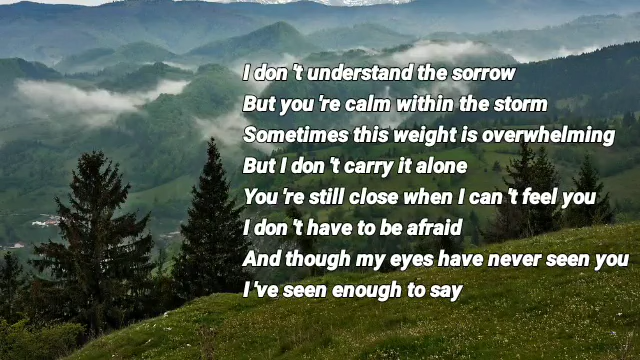 I don 't understand the sorrow
But you 're calm within the storm
Sometimes this weight is overwhelming
But I don 't carry it alone
You 're still close when I can 't feel you
I don 't have to be afraid
And though my eyes have never seen you
I 've seen enough to say